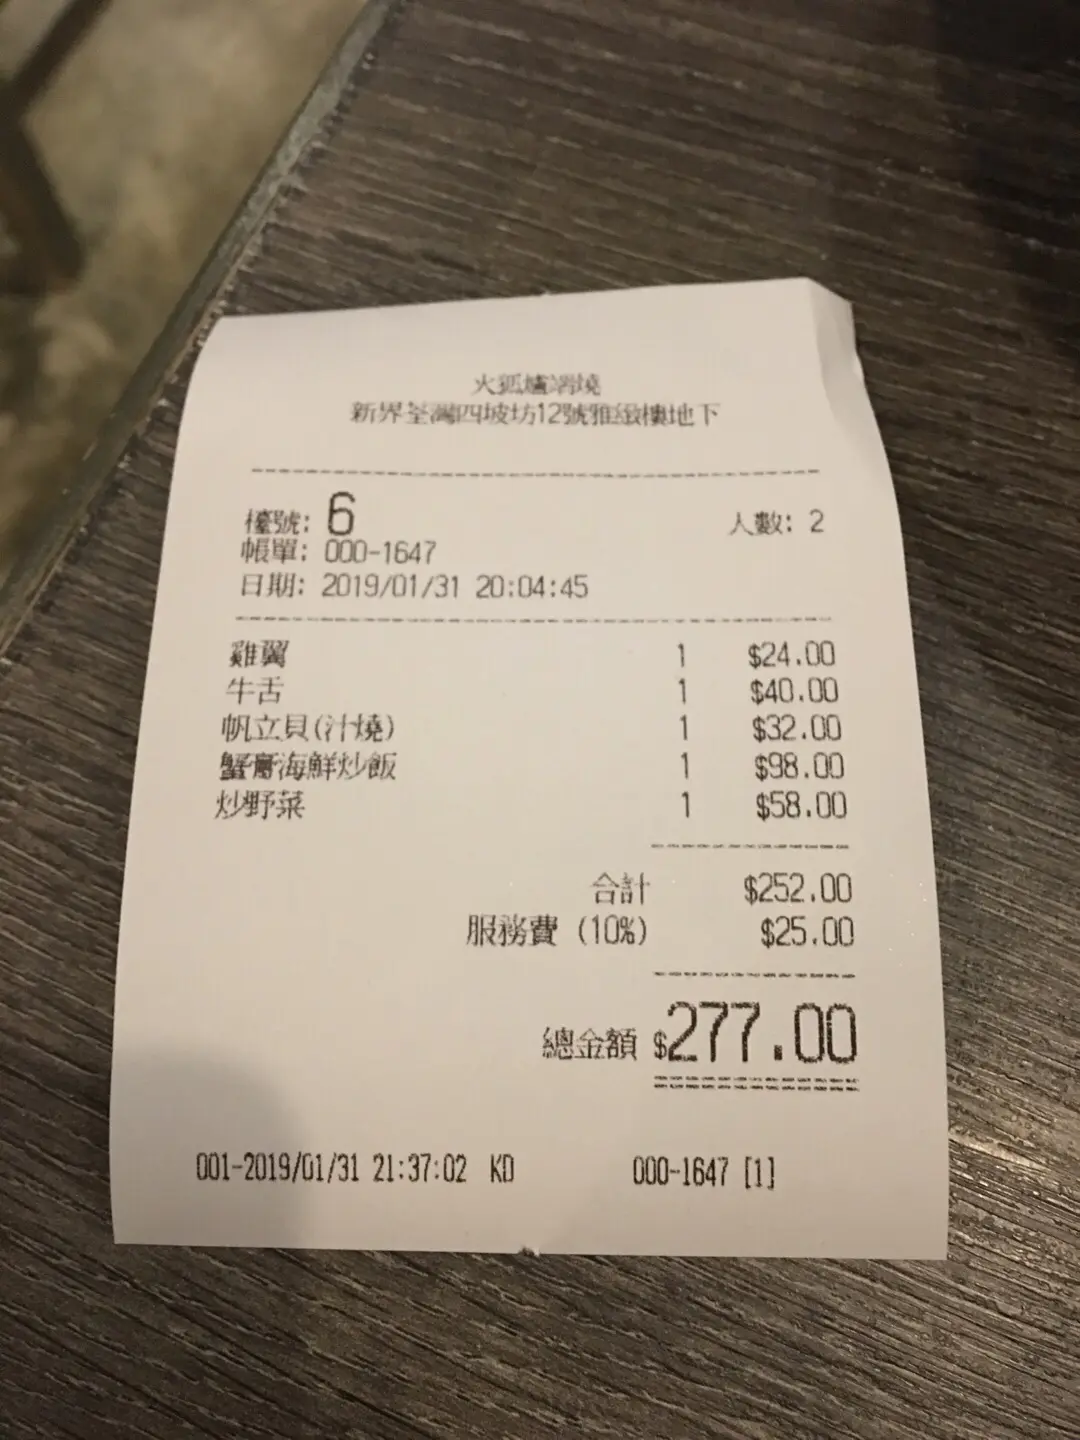 火狐爐端燒
新界荃灣四坡坊12號雅緻樓地下
檯號: 6 人數: 2
帳單: 000-1647
日期: 2019/01/31 20:04:45
雞翼 1 $24.00
牛舌 1 $40.00
帆立貝(汁燒) 1 $32.00
蟹膏海鮮炒飯 1 $98.00
炒野菜 1 $58.00
合計 $252.00
服務費 (10%) $25.00
總金額 $277.00
001-2019/01/31 21:37:02 KD 000-1647 [1]